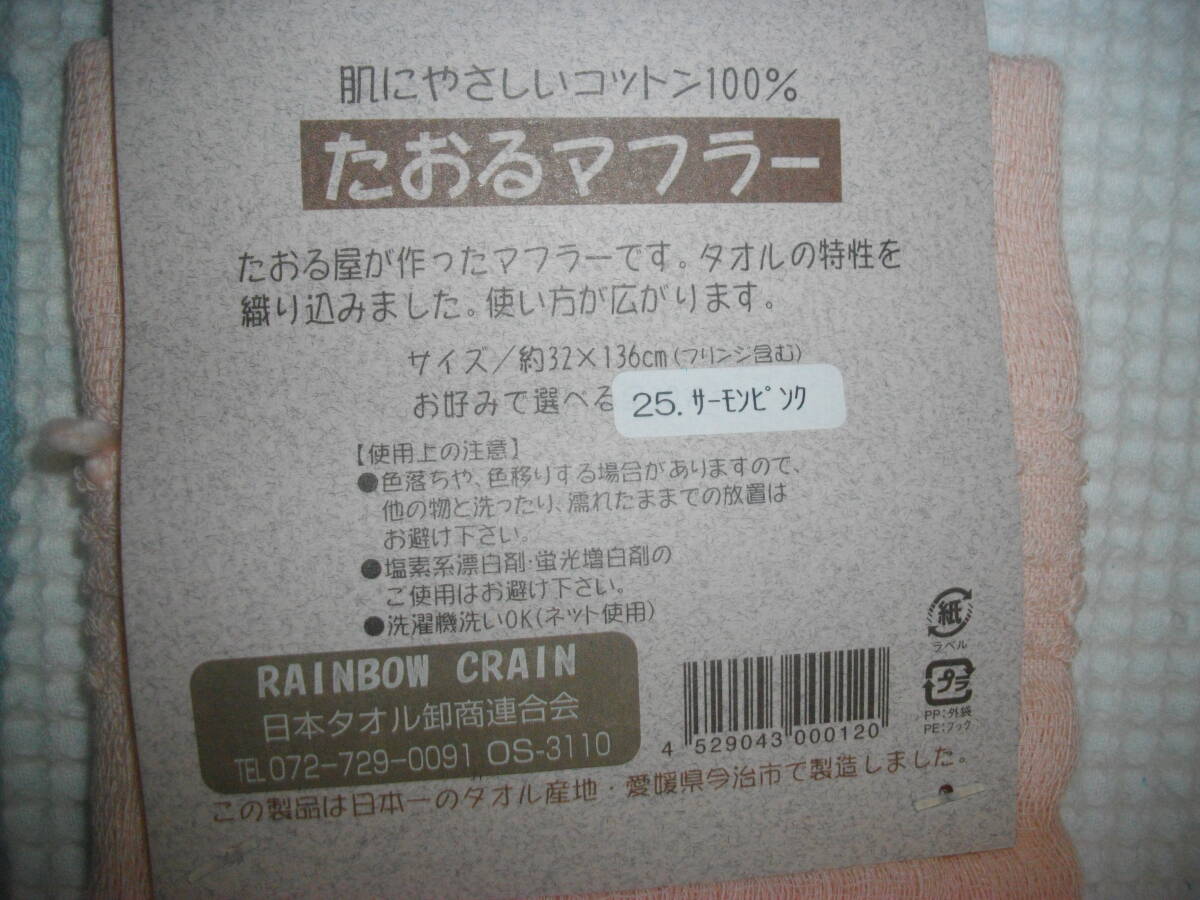 肌にやさしいコットン100%
たおるマフラー
たおる屋が作ったマフラーです。タオルの特性を
織り込みました。使い方が広がります。
サイズ/約32×136cm(フリンジ含む)
お好みで選べる 25.ｻｰﾓﾝﾋﾟﾝｸ
【使用上の注意】
●色落ちや、色移りする場合がありますので、
他の物と洗ったり、濡れたままでの放置は
お避け下さい。
●塩素系漂白剤·蛍光増白剤の
ご使用はお避け下さい。
●洗濯機洗いOK(ネット使用)
RAINBOW CRAIN
日本タオル卸商連合会
TEL 072-729-0091 OS-3110
4 529043 000120
紙
ラベル
プラ
PP:外袋
PE:フック
この製品は日本一のタオル産地・愛媛県今治市で製造しました。